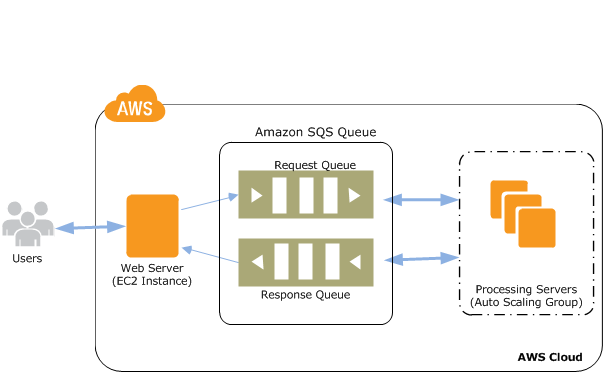 AWS
Amazon SQS Queue
Request Queue
Users
Web Server
(EC2 Instance)
Response Queue
Processing Servers
(Auto Scaling Group)
AWS Cloud